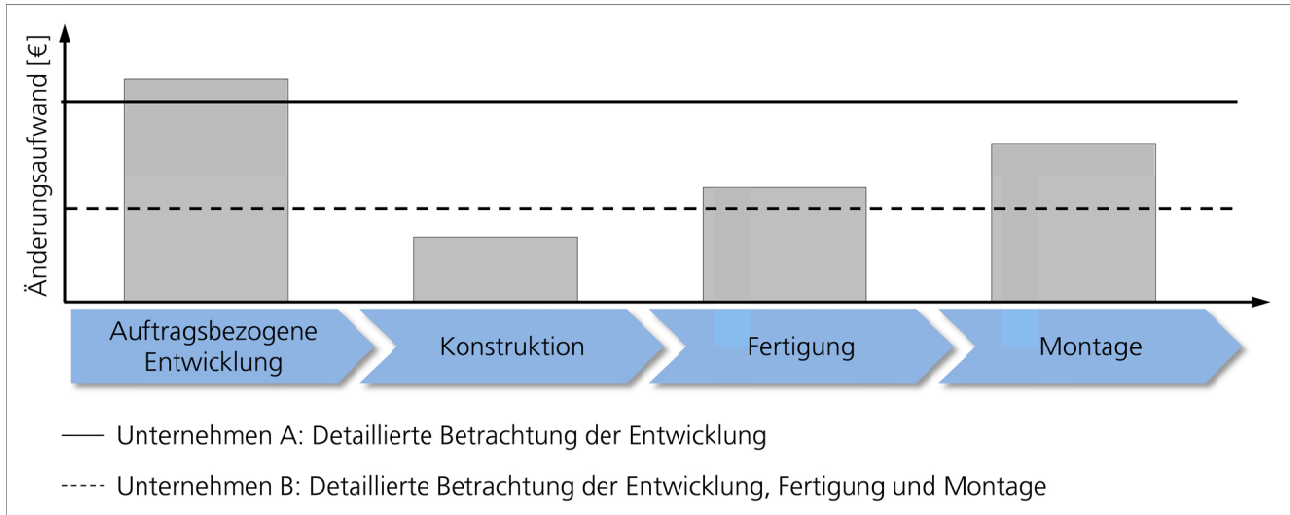 Änderungsaufwand [€]
Auftragsbezogene
Entwicklung
Konstruktion
Fertigung
Montage
Unternehmen A: Detaillierte Betrachtung der Entwicklung
Unternehmen B: Detaillierte Betrachtung der Entwicklung, Fertigung und Montage